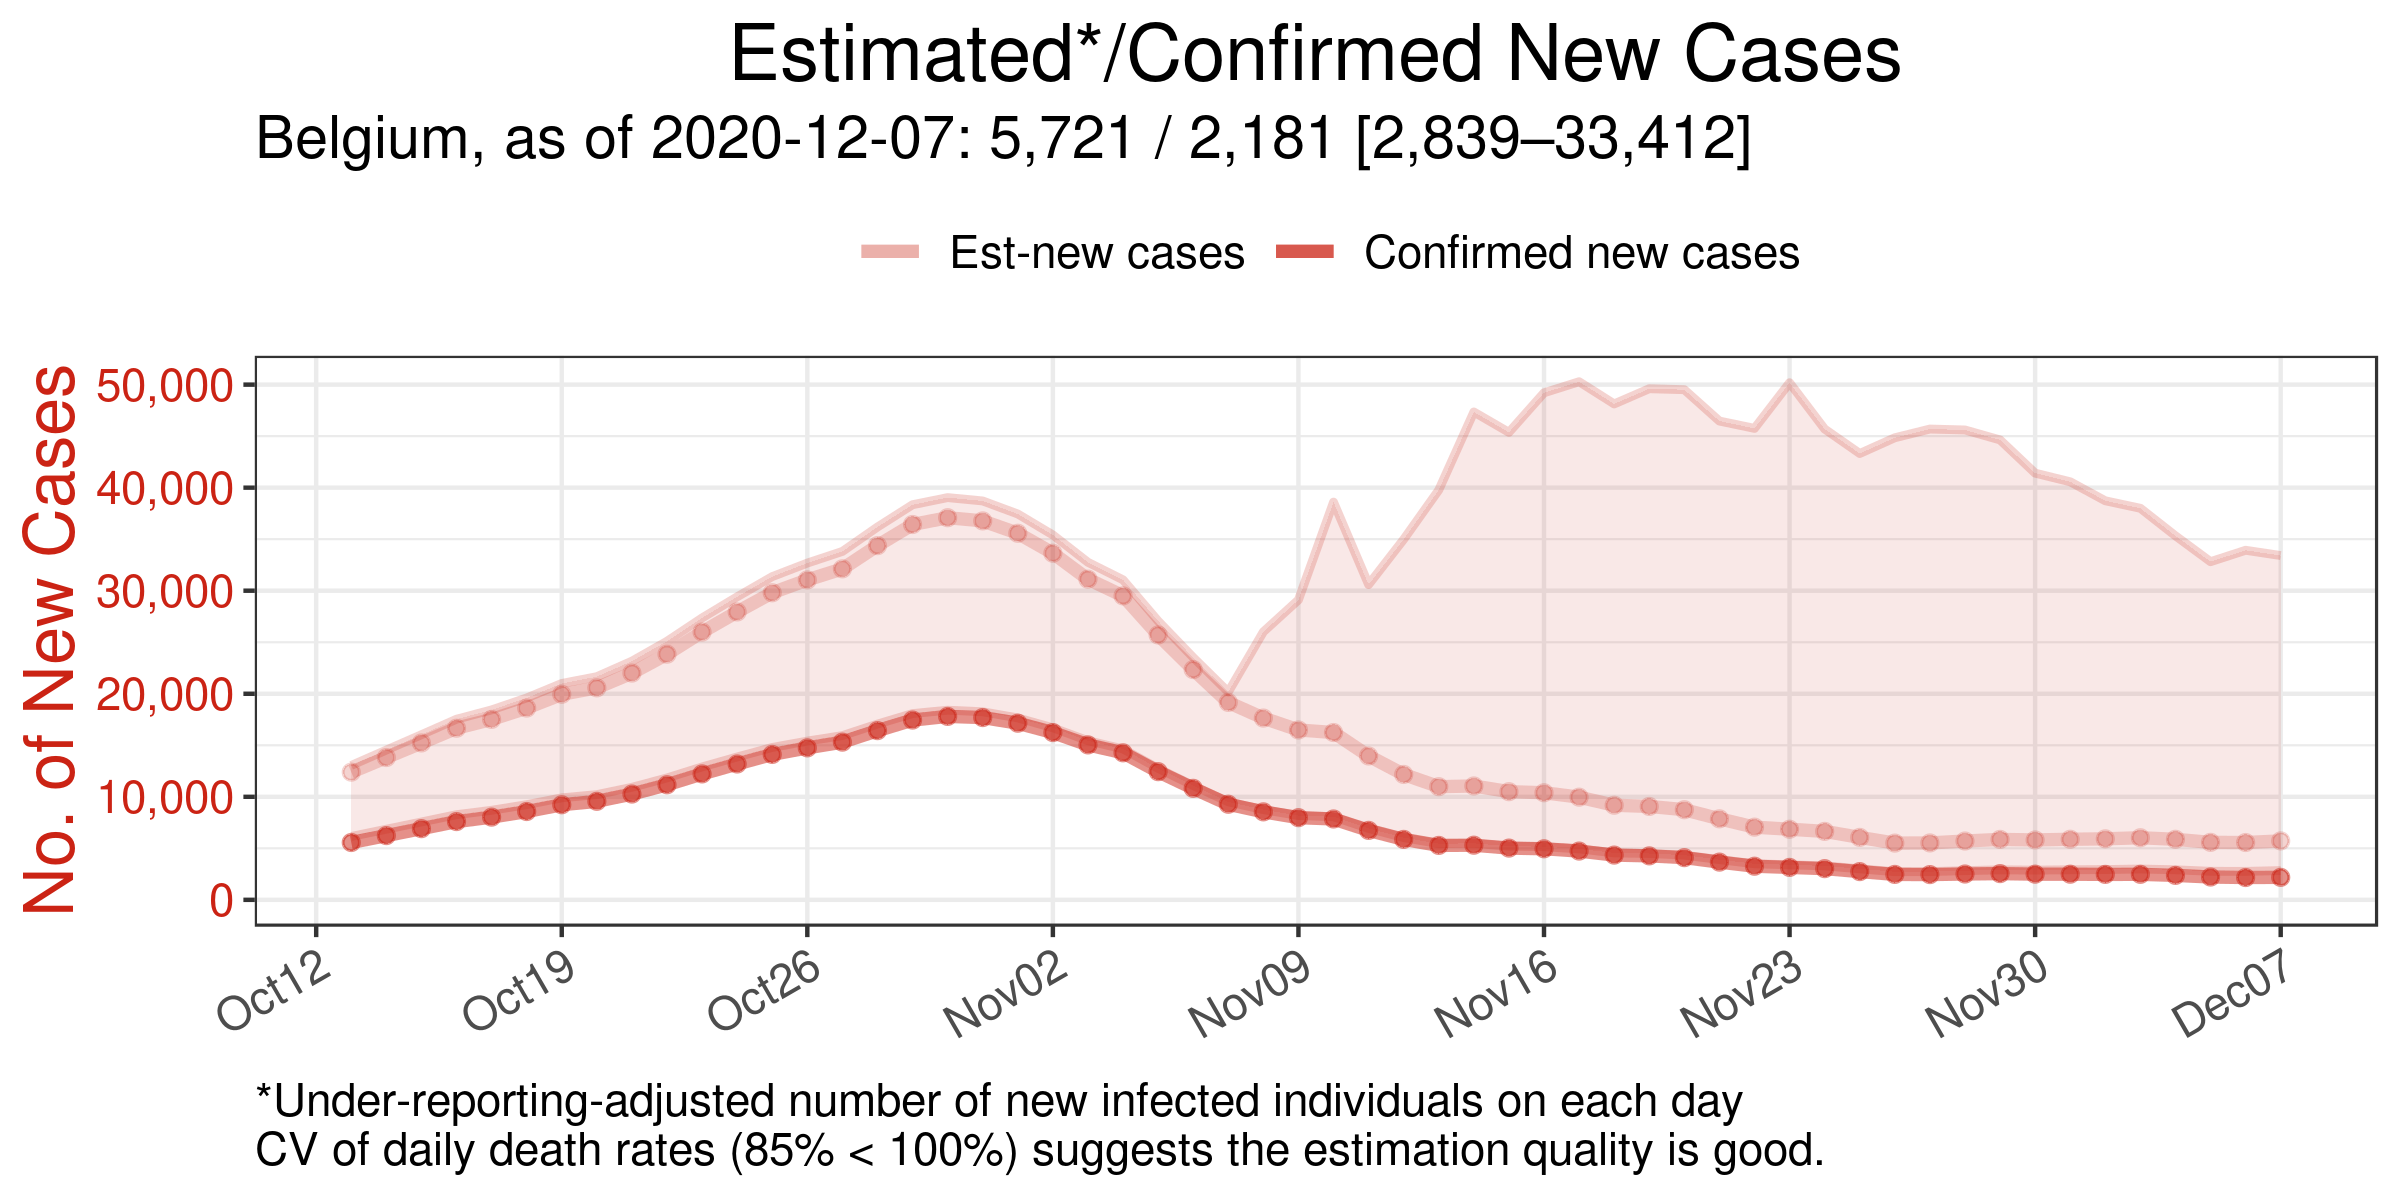 Estimated*/Confirmed New Cases
Belgium, as of 2020-12-07: 5,721 / 2,181 [2,839–33,412]
Est-new cases
Confirmed new cases
No. of New Cases
50,000
40,000
30,000
20,000
10,000
0
Oct12
Oct19
Oct26
Nov02
Nov09
Nov16
Nov23
Nov30
Dec07
*Under-reporting-adjusted number of new infected individuals on each day
CV of daily death rates (85% < 100%) suggests the estimation quality is good.